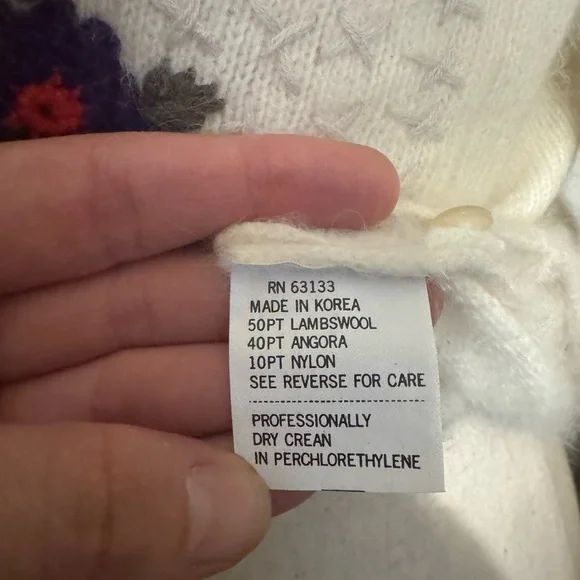 RN 63133
MADE IN KOREA
50PT LAMBSWOOL
40PT ANGORA
10PT NYLON
SEE REVERSE FOR CARE
PROFESSIONALLY
DRY CREAN
IN PERCHLORETHYLENE